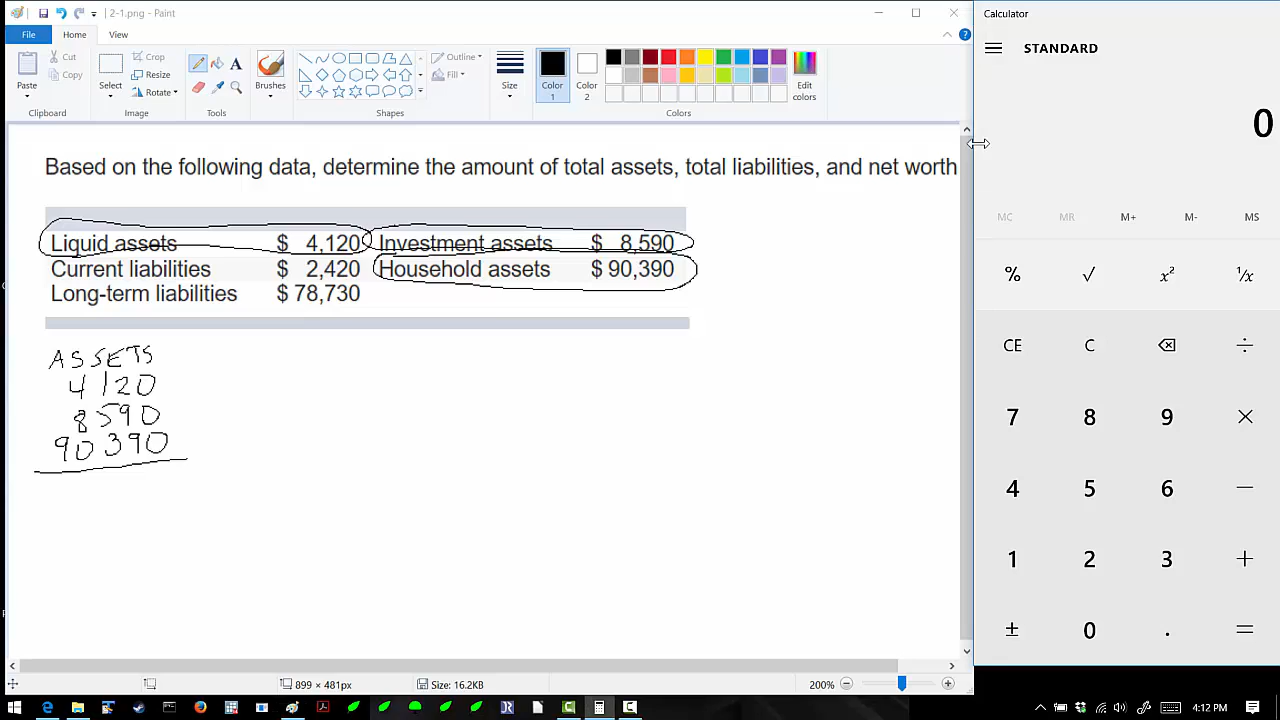 2-1.png - Paint
File Home View
Paste
Cut
Copy
Clipboard
Select
Crop
Resize
Rotate
Image
A
Tools
Brushes
Outline
Fill
Shapes
Size
Color 1
Color 2
Edit colors
Colors
Based on the following data, determine the amount of total assets, total liabilities, and net worth
Liquid assets $ 4,120 Investment assets $ 8,590
Current liabilities $ 2,420 Household assets $ 90,390
Long-term liabilities $ 78,730
ASSETS
4120
8590
90390
899 × 481px Size: 16.2KB 200%
Calculator
STANDARD
0
MC MR M+ M- MS
% √ x² ¹/x
CE C ÷
7 8 9 ×
4 5 6 −
1 2 3 +
± 0 . =
4:12 PM